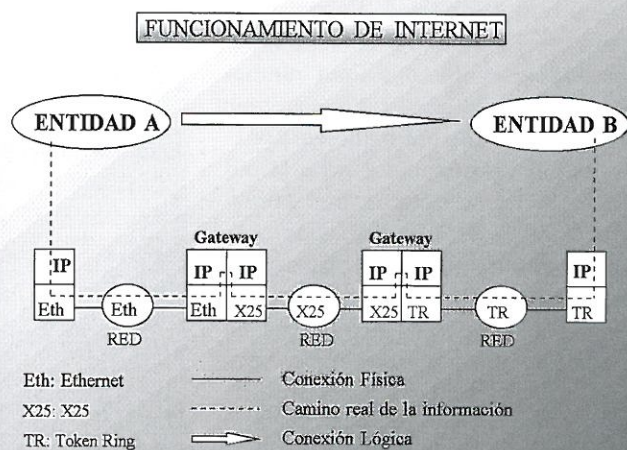 FUNCIONAMIENTO DE INTERNET
ENTIDAD A
ENTIDAD B
Gateway
Gateway
IP
IP IP
IP IP
IP
Eth
Eth
Eth X25
X25
X25 TR
TR
TR
RED
RED
RED
Eth: Ethernet
Conexión Física
X25: X25
Camino real de la información
TR: Token Ring
Conexión Lógica